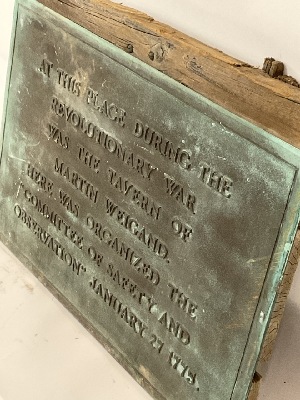 AT THIS PLACE DURING THE
REVOLUTIONARY WAR
WAS THE TAVERN OF
MARTIN WEIGAND.
HERE WAS ORGANIZED THE
"COMMITTEE OF SAFETY AND
OBSERVATION" JANUARY 27 1775.